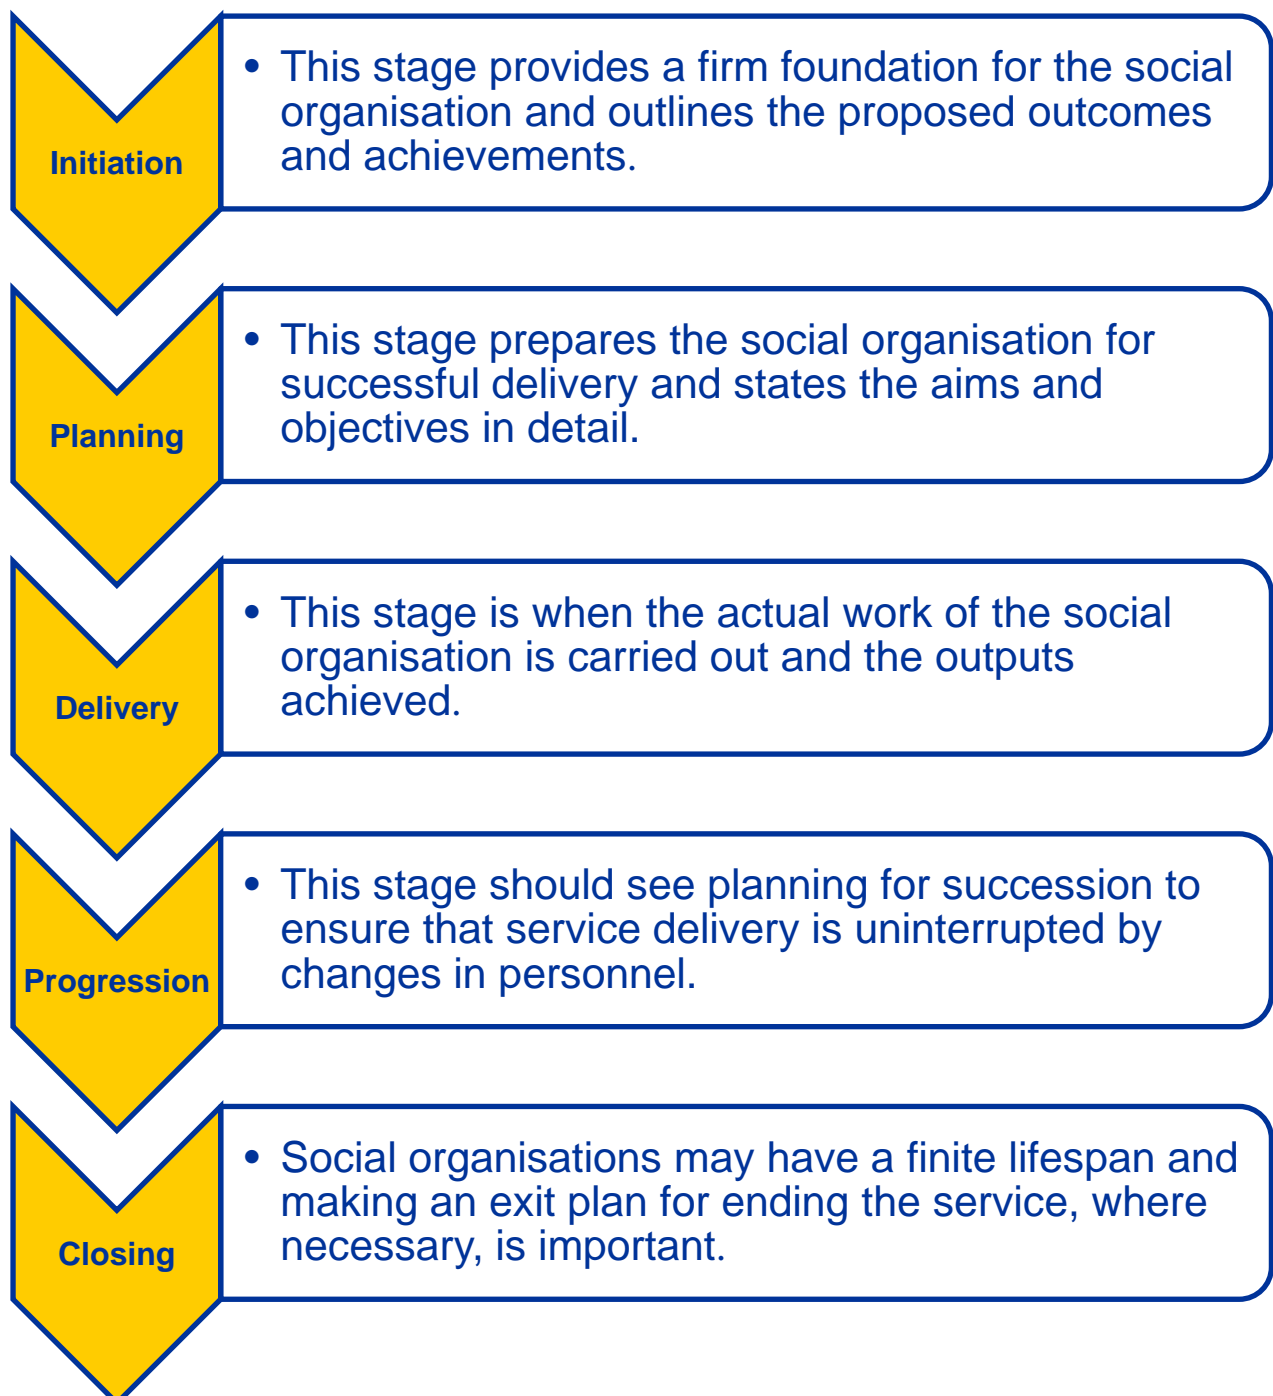 Initiation
• This stage provides a firm foundation for the social
organisation and outlines the proposed outcomes
and achievements.
Planning
• This stage prepares the social organisation for
successful delivery and states the aims and
objectives in detail.
Delivery
• This stage is when the actual work of the social
organisation is carried out and the outputs
achieved.
Progression
• This stage should see planning for succession to
ensure that service delivery is uninterrupted by
changes in personnel.
Closing
• Social organisations may have a finite lifespan and
making an exit plan for ending the service, where
necessary, is important.